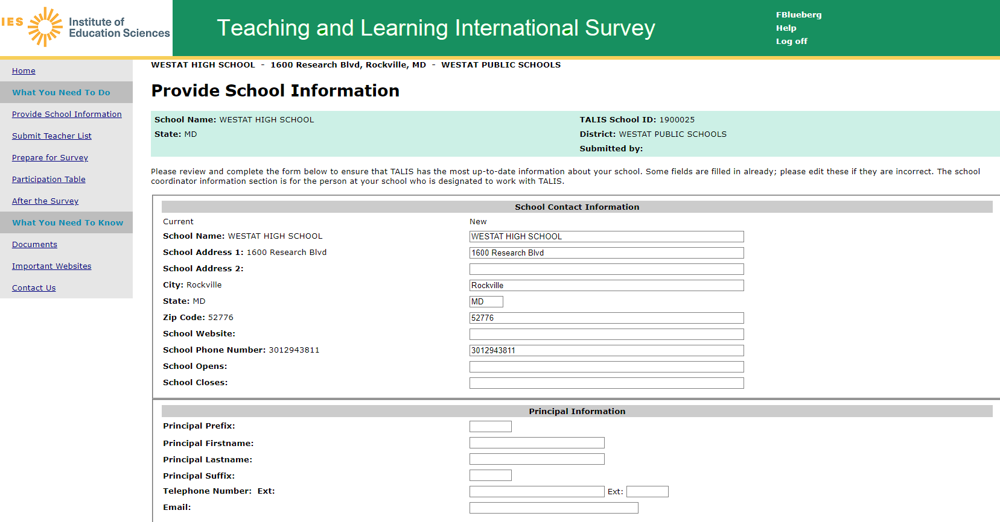 IES Institute of
Education Sciences
Teaching and Learning International Survey
FBlueberg
Help
Log off
Home
What You Need To Do
Provide School Information
Submit Teacher List
Prepare for Survey
Participation Table
After the Survey
What You Need To Know
Documents
Important Websites
Contact Us
WESTAT HIGH SCHOOL - 1600 Research Blvd, Rockville, MD - WESTAT PUBLIC SCHOOLS
Provide School Information
School Name: WESTAT HIGH SCHOOL TALIS School ID: 1900025
State: MD District: WESTAT PUBLIC SCHOOLS
Submitted by:
Please review and complete the form below to ensure that TALIS has the most up-to-date information about your school. Some fields are filled in already; please edit these if they are incorrect. The school
coordinator information section is for the person at your school who is designated to work with TALIS.
School Contact Information
Current New
School Name: WESTAT HIGH SCHOOL WESTAT HIGH SCHOOL
School Address 1: 1600 Research Blvd 1600 Research Blvd
School Address 2:
City: Rockville Rockville
State: MD MD
Zip Code: 52776 52776
School Website:
School Phone Number: 3012943811 3012943811
School Opens:
School Closes:
Principal Information
Principal Prefix:
Principal Firstname:
Principal Lastname:
Principal Suffix:
Telephone Number: Ext: Ext:
Email: